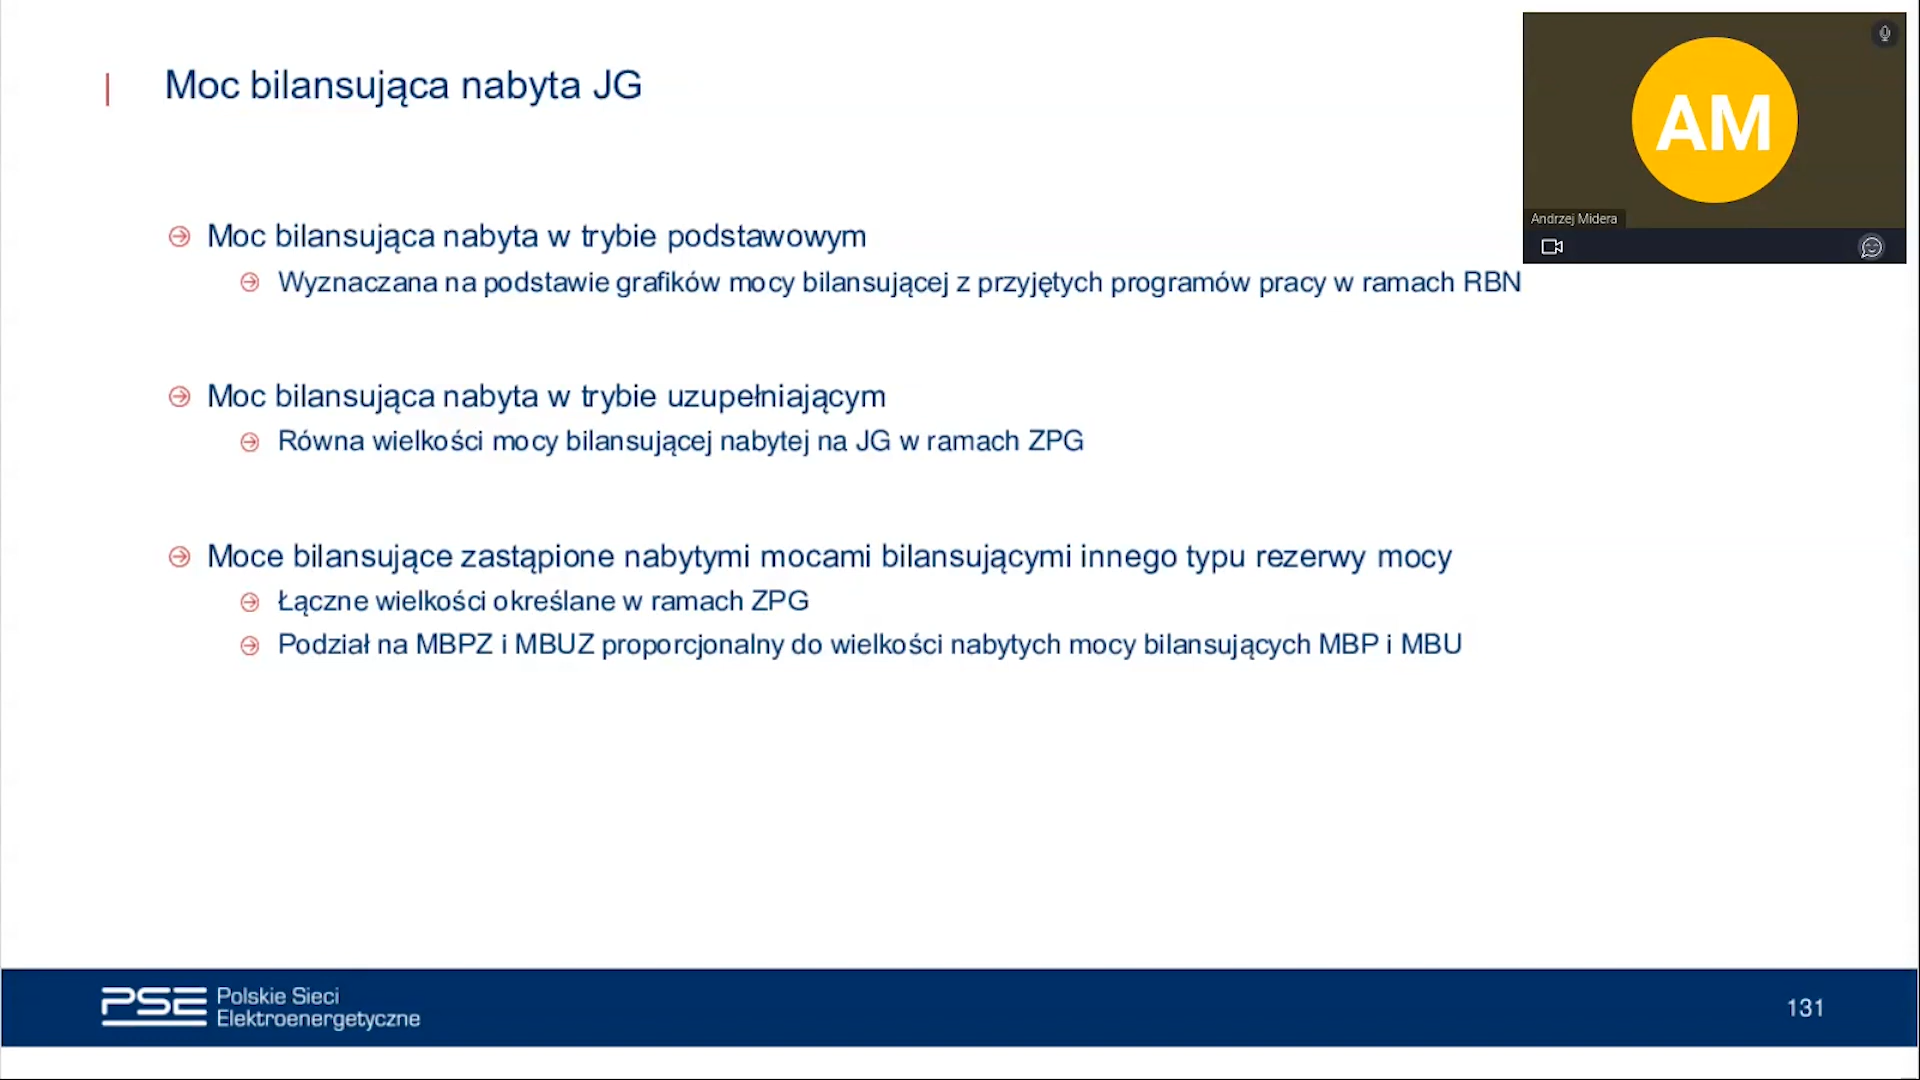 Moc bilansująca nabyta JG
AM
Andrzej Midera
Moc bilansująca nabyta w trybie podstawowym
Wyznaczana na podstawie grafików mocy bilansującej z przyjętych programów pracy w ramach RBN
Moc bilansująca nabyta w trybie uzupełniającym
Równa wielkości mocy bilansującej nabytej na JG w ramach ZPG
Moce bilansujące zastąpione nabytymi mocami bilansującymi innego typu rezerwy mocy
Łączne wielkości określane w ramach ZPG
Podział na MBPZ i MBUZ proporcjonalny do wielkości nabytych mocy bilansujących MBP i MBU
PSE Polskie Sieci
Elektroenergetyczne
131